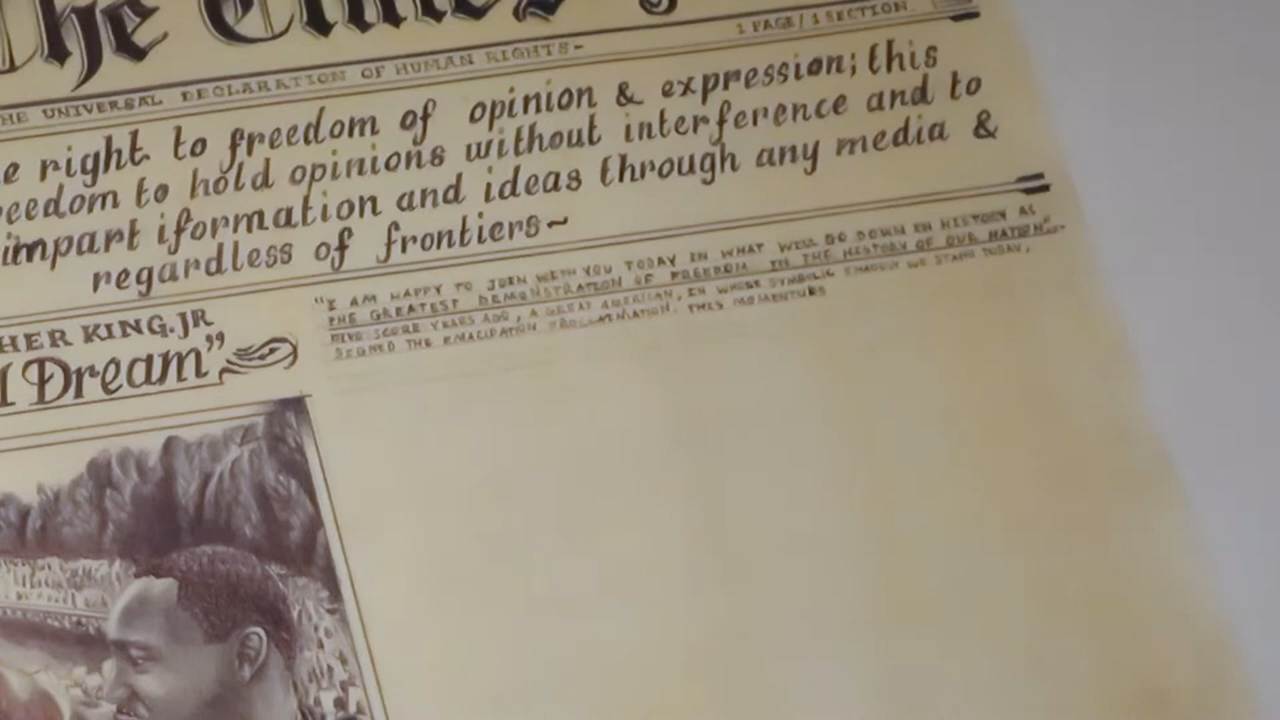 The Times
1 PAGE / 1 SECTION.
HE UNIVERSAL DECLARATION OF HUMAN RIGHTS-
e right to freedom of opinion & expression; this
eedom to hold opinions without interference and to
impart iformation and ideas through any media &
regardless of frontiers~
HER KING.JR
I Dream"
"I AM HAPPY TO JOIN WITH YOU TODAY IN WHAT WILL GO DOWN IN HISTORY AS
THE GREATEST DEMONSTRATION OF FREEDOM IN THE HISTORY OF OUR NATION".
FIVE SCORE YEARS AGO, A GREAT AMERICAN, IN WHOSE SYMBOLIC SHADOW WE STAND TODAY,
SIGNED THE EMACIPATION PROCLAMATION. THIS MOMENTUES